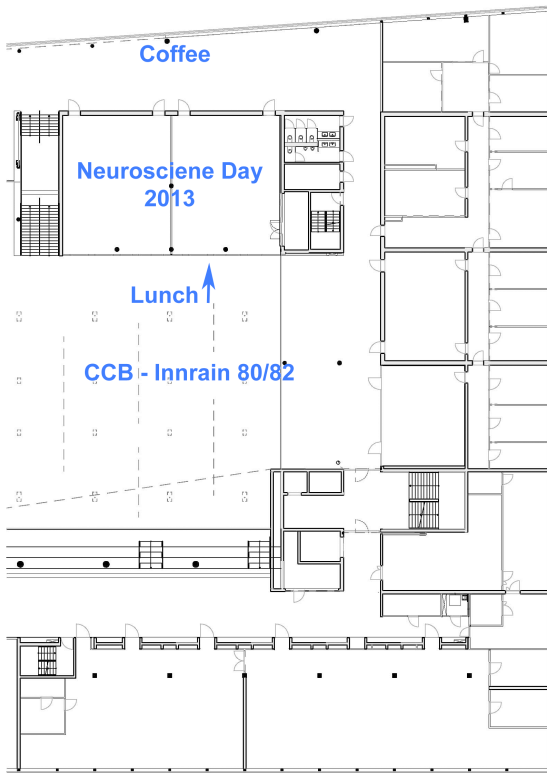 Coffee
Neurosciene Day
2013
Lunch
CCB - Innrain 80/82